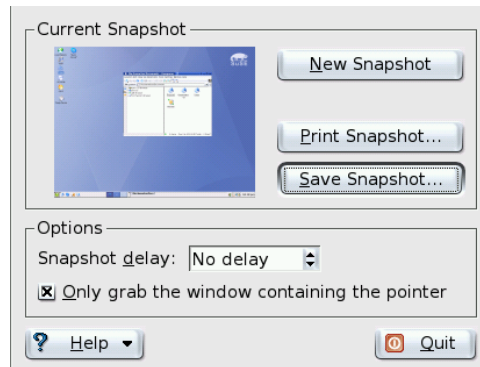 Current Snapshot
New Snapshot
Print Snapshot...
Save Snapshot...
Options
Snapshot delay: No delay
Only grab the window containing the pointer
Help
Quit